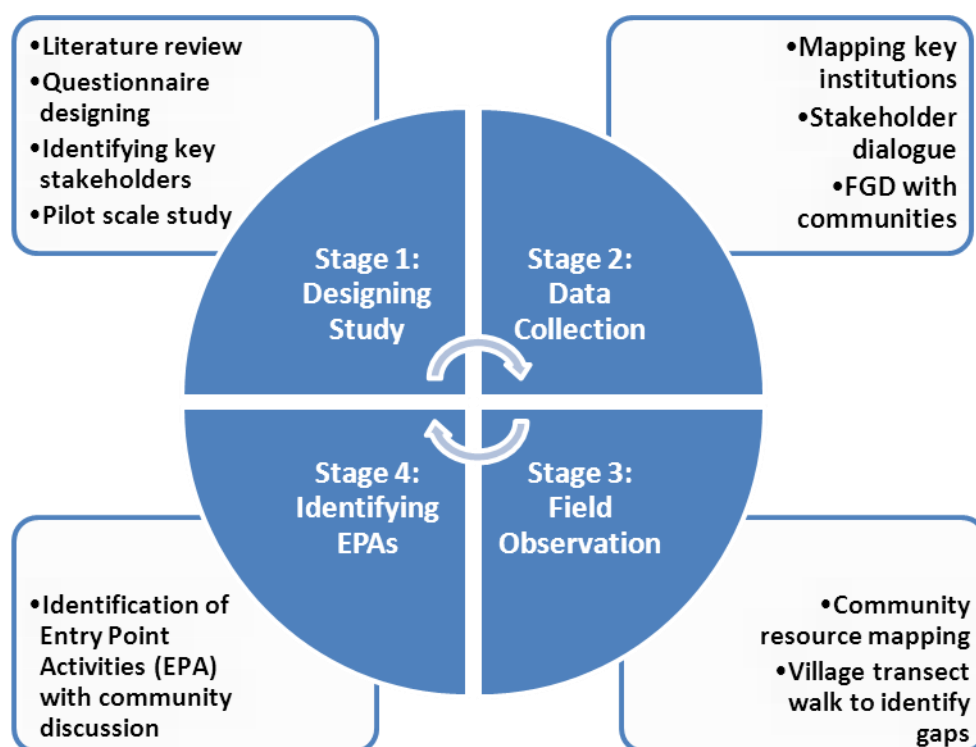 •Literature review
•Questionnaire
designing
•Identifying key
stakeholders
•Pilot scale study
•Mapping key
institutions
•Stakeholder
dialogue
•FGD with
communities
Stage 1:
Designing
Study
Stage 2:
Data
Collection
Stage 4:
Identifying
EPAs
Stage 3:
Field
Observation
•Identification of
Entry Point
Activities (EPA)
with community
discussion
•Community
resource mapping
•Village transect
walk to identify
gaps